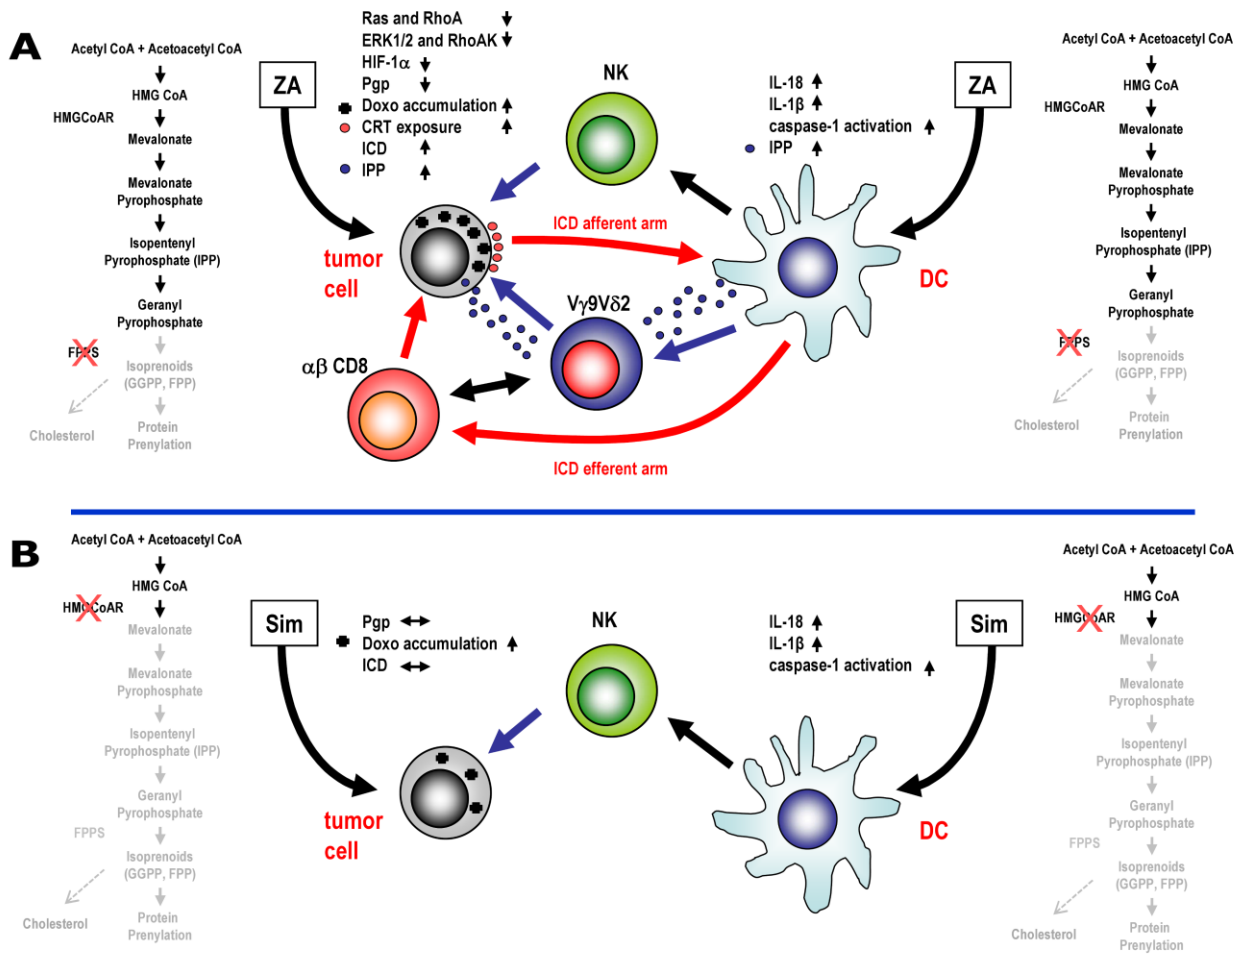 A
Acetyl CoA + Acetoacetyl CoA
HMG CoA
HMGCoAR
Mevalonate
Mevalonate
Pyrophosphate
Isopentenyl
Pyrophosphate (IPP)
Geranyl
Pyrophosphate
FPPS
Isoprenoids
(GGPP, FPP)
Cholesterol
Protein
Prenylation
ZA
Ras and RhoA
ERK1/2 and RhoAK
HIF-1α
Pgp
Doxo accumulation
CRT exposure
ICD
IPP
tumor
cell
NK
ICD afferent arm
Vγ9Vδ2
αβ CD8
ICD efferent arm
IL-18
IL-1β
caspase-1 activation
IPP
DC
ZA
Acetyl CoA + Acetoacetyl CoA
HMG CoA
HMGCoAR
Mevalonate
Mevalonate
Pyrophosphate
Isopentenyl
Pyrophosphate (IPP)
Geranyl
Pyrophosphate
FPPS
Isoprenoids
(GGPP, FPP)
Cholesterol
Protein
Prenylation
B
Acetyl CoA + Acetoacetyl CoA
HMG CoA
HMGCoAR
Mevalonate
Mevalonate
Pyrophosphate
Isopentenyl
Pyrophosphate (IPP)
Geranyl
Pyrophosphate
FPPS
Isoprenoids
(GGPP, FPP)
Cholesterol
Protein
Prenylation
Sim
Pgp
Doxo accumulation
ICD
tumor
cell
NK
IL-18
IL-1β
caspase-1 activation
DC
Sim
Acetyl CoA + Acetoacetyl CoA
HMG CoA
HMGCoAR
Mevalonate
Mevalonate
Pyrophosphate
Isopentenyl
Pyrophosphate (IPP)
Geranyl
Pyrophosphate
FPPS
Isoprenoids
(GGPP, FPP)
Cholesterol
Protein
Prenylation